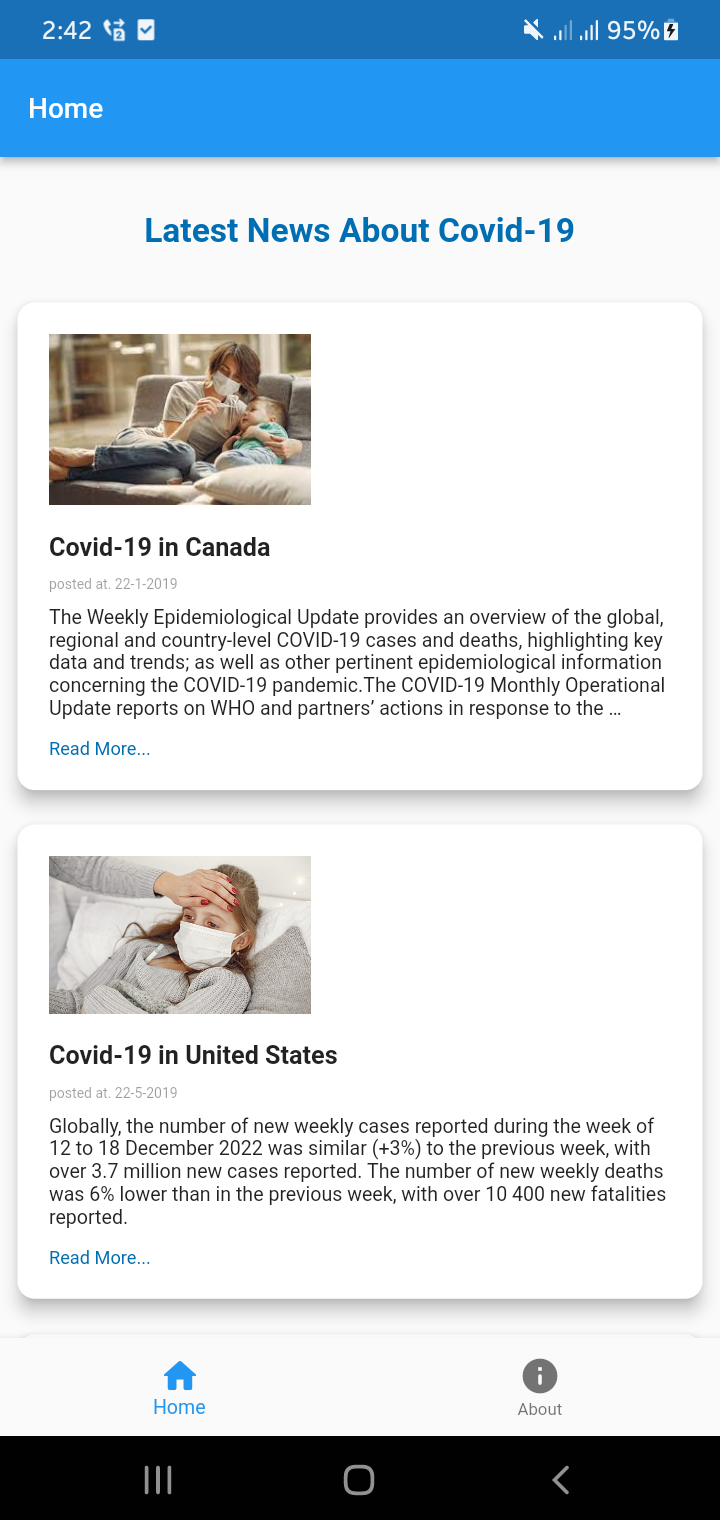 2:42
2
95%
Home
Latest News About Covid-19
Covid-19 in Canada
posted at. 22-1-2019
The Weekly Epidemiological Update provides an overview of the global,
regional and country-level COVID-19 cases and deaths, highlighting key
data and trends; as well as other pertinent epidemiological information
concerning the COVID-19 pandemic.The COVID-19 Monthly Operational
Update reports on WHO and partners’ actions in response to the …
Read More...
Covid-19 in United States
posted at. 22-5-2019
Globally, the number of new weekly cases reported during the week of
12 to 18 December 2022 was similar (+3%) to the previous week, with
over 3.7 million new cases reported. The number of new weekly deaths
was 6% lower than in the previous week, with over 10 400 new fatalities
reported.
Read More...
Home
About